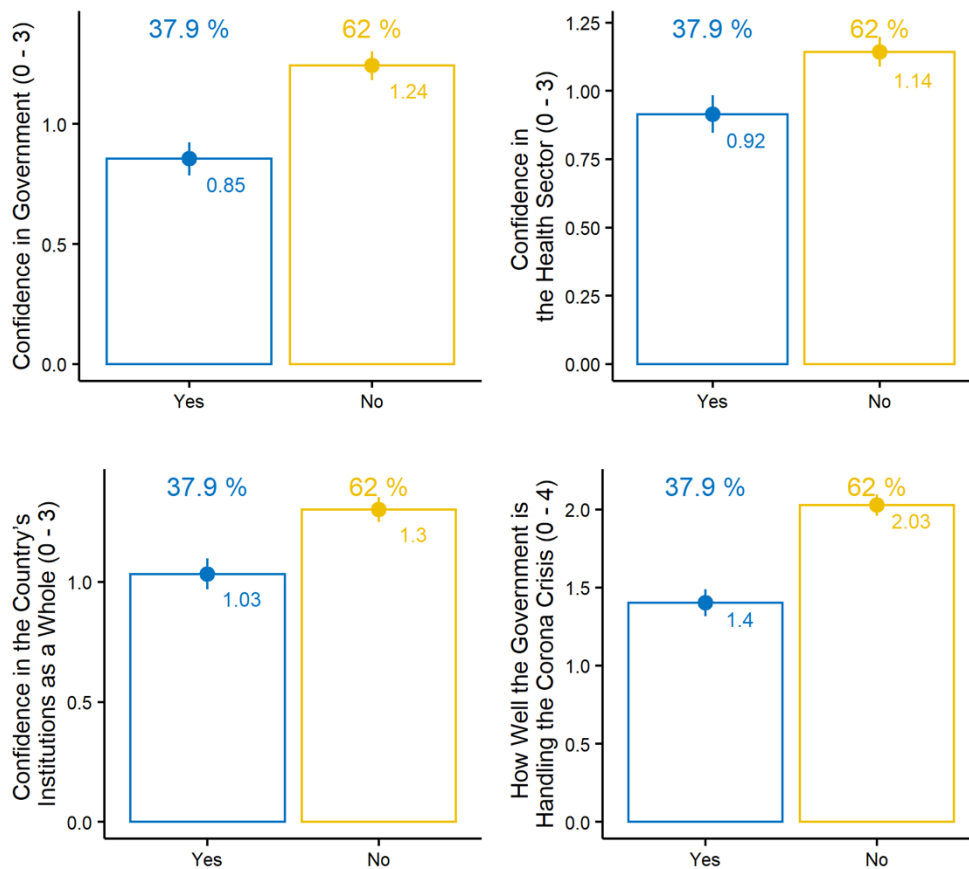 Confidence in Government (0 - 3)
1.0
0.5
0.0
37.9 %
62 %
1.24
0.85
Yes
No
Confidence in
the Health Sector (0 - 3)
1.25
1.00
0.75
0.50
0.25
0.00
37.9 %
62 %
1.14
0.92
Yes
No
Confidence in the Country's
Institutions as a Whole (0 - 3)
1.0
0.5
0.0
37.9 %
62 %
1.3
1.03
Yes
No
How Well the Government is
Handling the Corona Crisis (0 - 4)
2.0
1.5
1.0
0.5
0.0
37.9 %
62 %
2.03
1.4
Yes
No